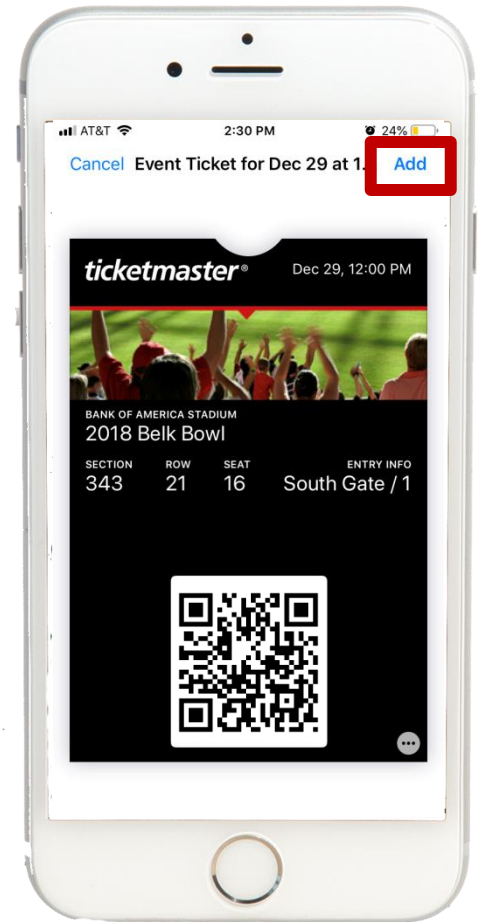 AT&T 2:30 PM 24%
Cancel Event Ticket for Dec 29 at 1. Add
ticketmaster® Dec 29, 12:00 PM
BANK OF AMERICA STADIUM
2018 Belk Bowl
SECTION ROW SEAT ENTRY INFO
343 21 16 South Gate / 1